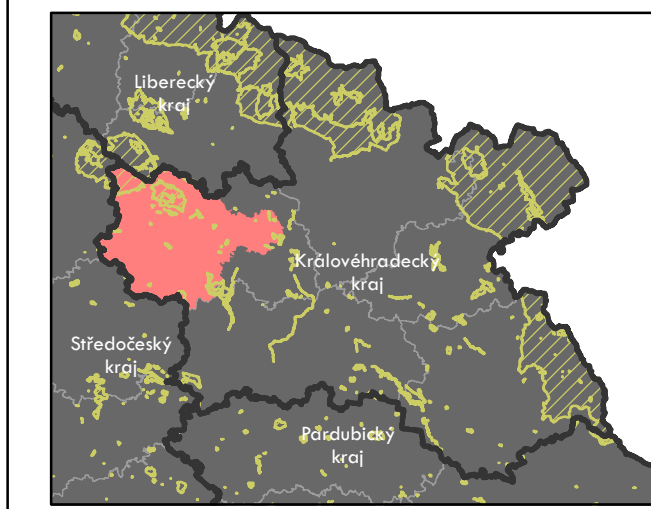 Liberecký
kraj
Královéhradecký
kraj
Středočeský
kraj
Pardubický
kraj